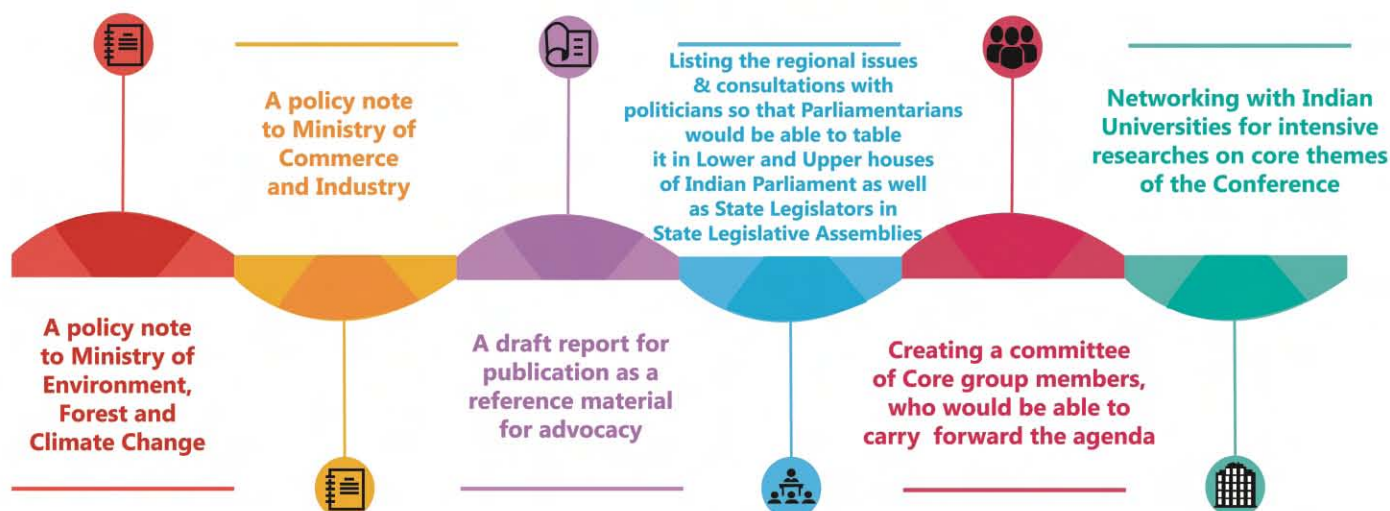 A policy note
to Ministry of
Environment,
Forest and
Climate Change
A policy note
to Ministry of
Commerce
and Industry
A draft report for
publication as a
reference material
for advocacy
Listing the regional issues
& consultations with
politicians so that Parliamentarians
would be able to table
it in Lower and Upper houses
of Indian Parliament as well
as State Legislators in
State Legislative Assemblies
Creating a committee
of Core group members,
who would be able to
carry forward the agenda
Networking with Indian
Universities for intensive
researches on core themes
of the Conference